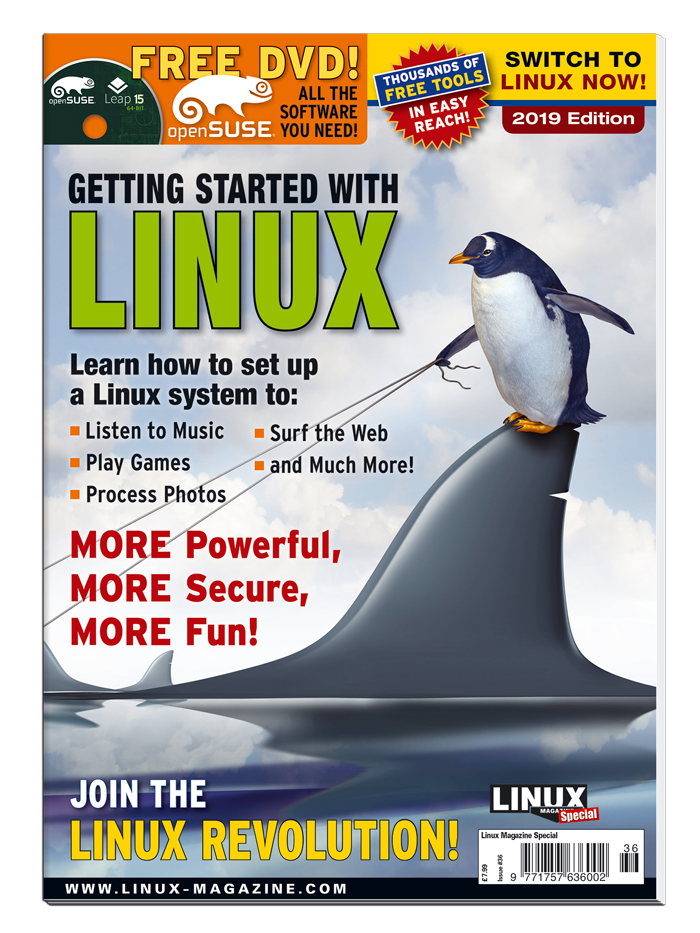 FREE DVD!
openSUSE
Leap 15
64-BIT
openSUSE
ALL THE
SOFTWARE
YOU NEED!
THOUSANDS OF
FREE TOOLS
IN EASY
REACH!
SWITCH TO
LINUX NOW!
2019 Edition
GETTING STARTED WITH
LINUX
Learn how to set up
a Linux system to:
Listen to Music
Play Games
Process Photos
Surf the Web
and Much More!
MORE Powerful,
MORE Secure,
MORE Fun!
JOIN THE
LINUX REVOLUTION!
LINUX
MAGAZINE
Special
Linux Magazine Special
£7.99
Issue #36
36
9 771757 636002
WWW.LINUX-MAGAZINE.COM